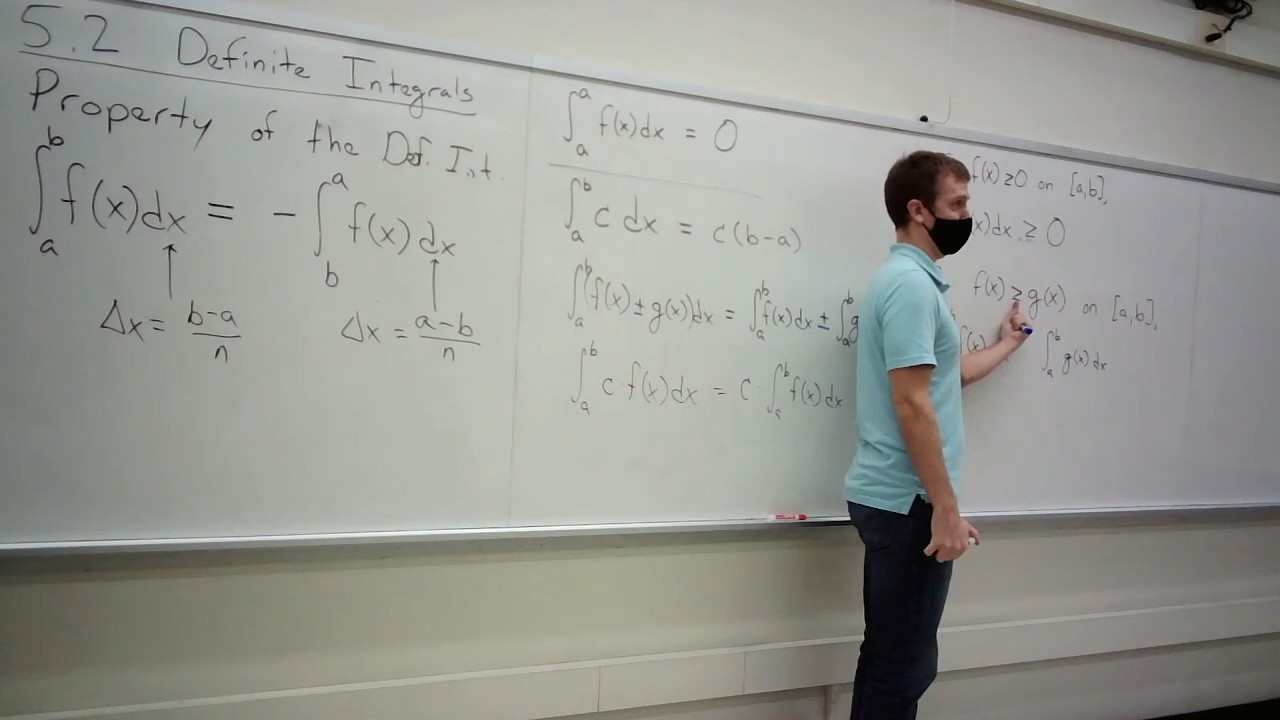 5.2 Definite Integrals
Property of the Def. Int.
∫_a^b f(x)dx = - ∫_b^a f(x)dx
Δx = (b-a)/n
Δx = (a-b)/n
∫_a^a f(x)dx = 0
∫_a^b c dx = c(b-a)
∫_a^b (f(x) ± g(x))dx = ∫_a^b f(x)dx ± ∫_a^b g
∫_a^b c·f(x)dx = c·∫_a^b f(x)dx
f(x) ≥ 0 on [a,b],
x)dx ≥ 0
f(x) ≥ g(x) on [a,b],
f(x) ∫_a^b g(x)dx